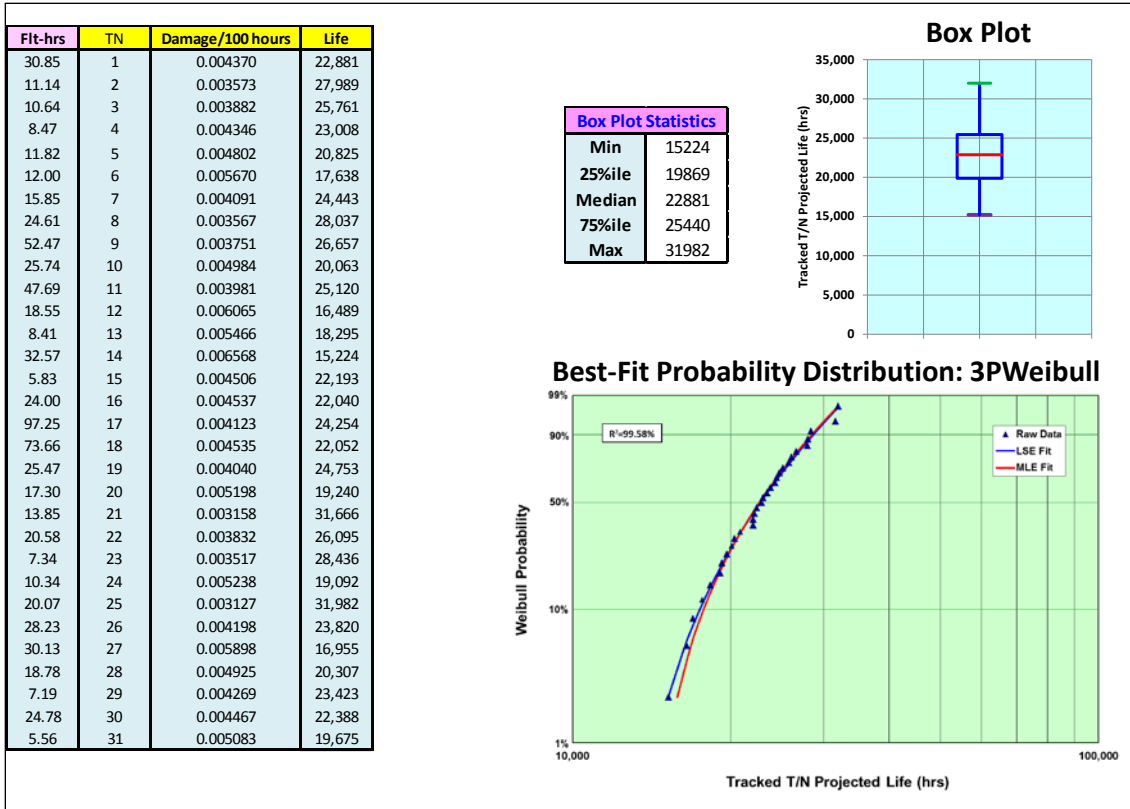 Flt-hrs TN Damage/100 hours Life
30.85 1 0.004370 22,881
11.14 2 0.003573 27,989
10.64 3 0.003882 25,761
8.47 4 0.004346 23,008
11.82 5 0.004802 20,825
12.00 6 0.005670 17,638
15.85 7 0.004091 24,443
24.61 8 0.003567 28,037
52.47 9 0.003751 26,657
25.74 10 0.004984 20,063
47.69 11 0.003981 25,120
18.55 12 0.006065 16,489
8.41 13 0.005466 18,295
32.57 14 0.006568 15,224
5.83 15 0.004506 22,193
24.00 16 0.004537 22,040
97.25 17 0.004123 24,254
73.66 18 0.004535 22,052
25.47 19 0.004040 24,753
17.30 20 0.005198 19,240
13.85 21 0.003158 31,666
20.58 22 0.003832 26,095
7.34 23 0.003517 28,436
10.34 24 0.005238 19,092
20.07 25 0.003127 31,982
28.23 26 0.004198 23,820
30.13 27 0.005898 16,955
18.78 28 0.004925 20,307
7.19 29 0.004269 23,423
24.78 30 0.004467 22,388
5.56 31 0.005083 19,675
Box Plot Statistics
Min 15224
25%ile 19869
Median 22881
75%ile 25440
Max 31982
Box Plot
Tracked T/N Projected Life (hrs)
35,000
30,000
25,000
20,000
15,000
10,000
5,000
0
Best-Fit Probability Distribution: 3PWeibull
Weibull Probability
99%
90%
50%
10%
1%
R²=99.58%
Raw Data
LSE Fit
MLE Fit
10,000 100,000
Tracked T/N Projected Life (hrs)